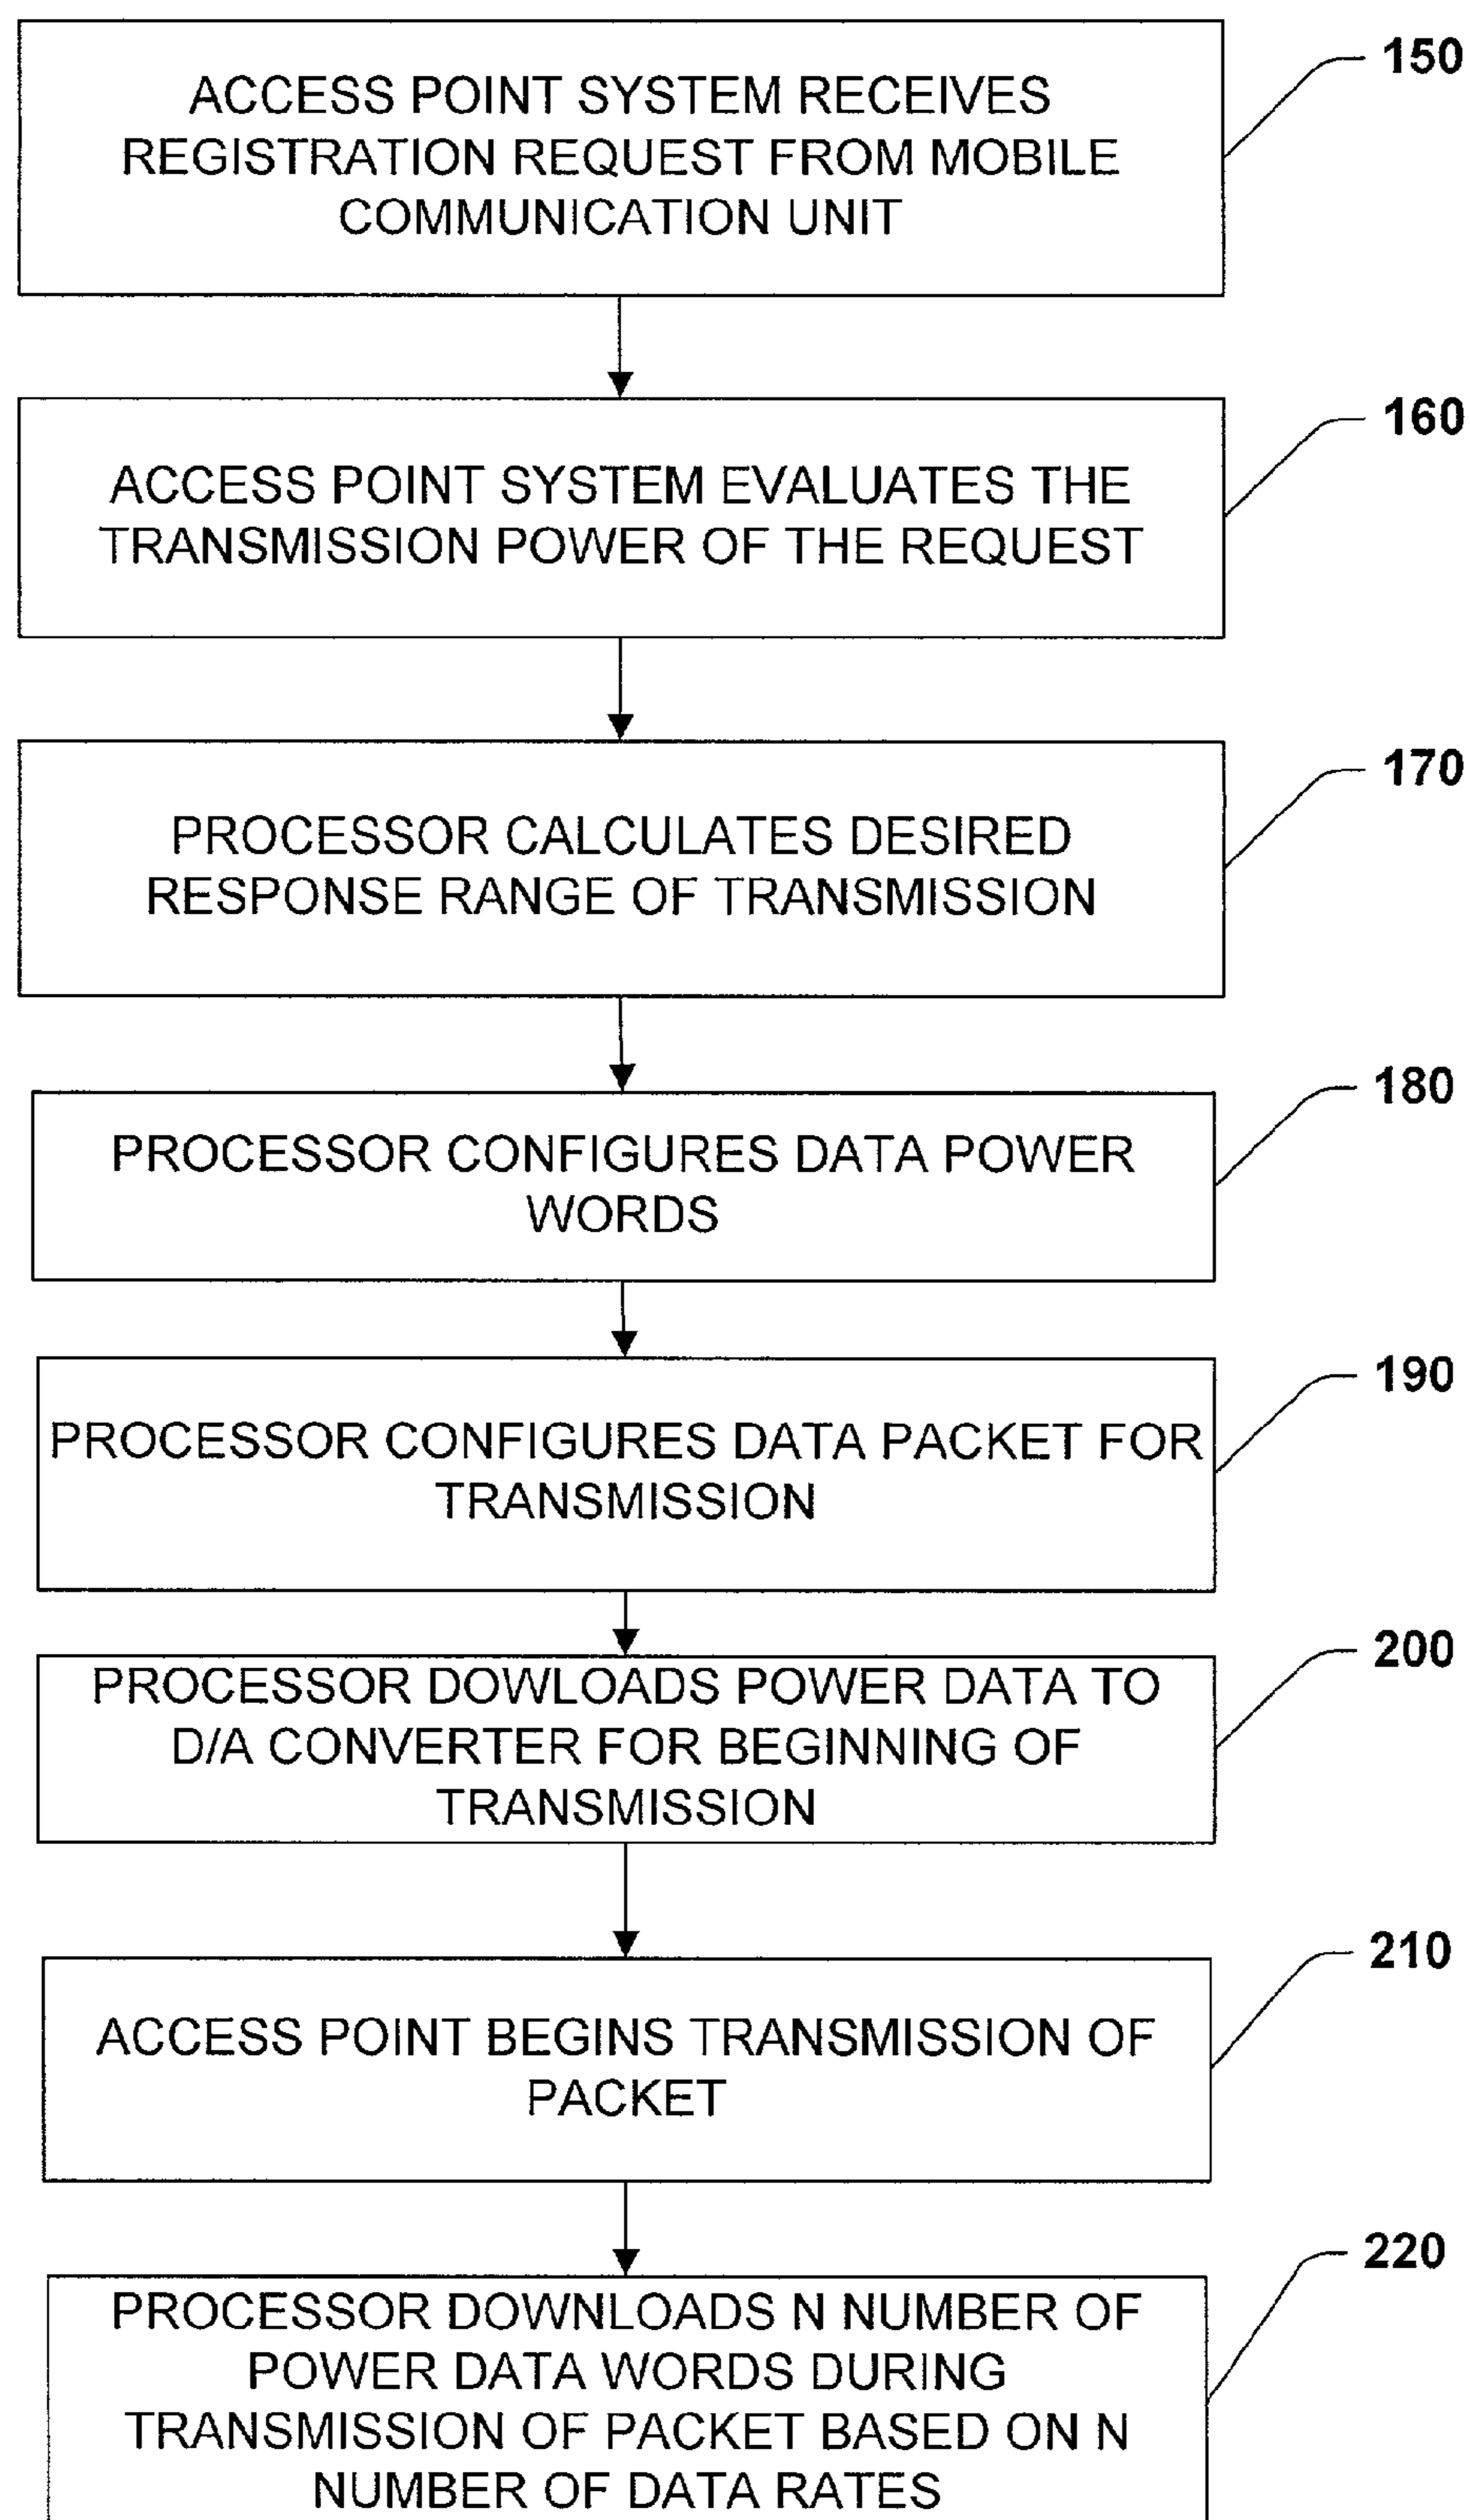 150
ACCESS POINT SYSTEM RECEIVES
REGISTRATION REQUEST FROM MOBILE
COMMUNICATION UNIT
160
ACCESS POINT SYSTEM EVALUATES THE
TRANSMISSION POWER OF THE REQUEST
170
PROCESSOR CALCULATES DESIRED
RESPONSE RANGE OF TRANSMISSION
180
PROCESSOR CONFIGURES DATA POWER
WORDS
190
PROCESSOR CONFIGURES DATA PACKET FOR
TRANSMISSION
200
PROCESSOR DOWLOADS POWER DATA TO
D/A CONVERTER FOR BEGINNING OF
TRANSMISSION
210
ACCESS POINT BEGINS TRANSMISSION OF
PACKET
220
PROCESSOR DOWNLOADS N NUMBER OF
POWER DATA WORDS DURING
TRANSMISSION OF PACKET BASED ON N
NUMBER OF DATA RATES